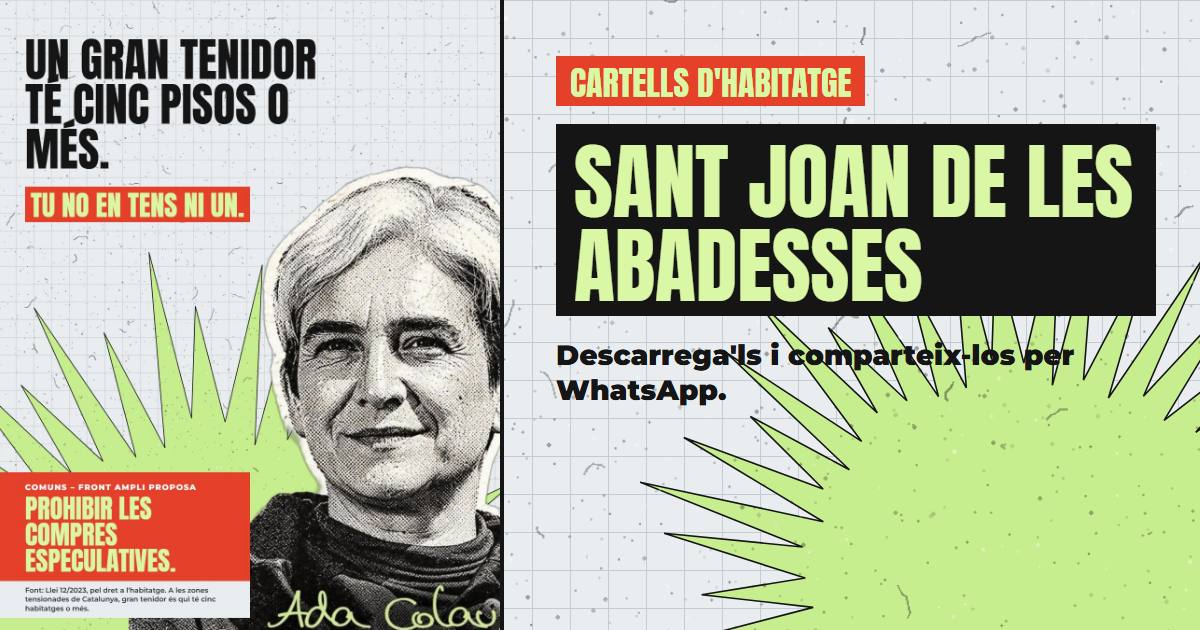 UN GRAN TENIDOR
TÉ CINC PISOS O
MÉS.
TU NO EN TENS NI UN.
COMUNS – FRONT AMPLI PROPOSA
PROHIBIR LES
COMPRES
ESPECULATIVES.
Font: Llei 12/2023, pel dret a l'habitatge. A les zones
tensionades de Catalunya, gran tenidor és qui té cinc
habitatges o més.
Ada Colau
CARTELLS D'HABITATGE
SANT JOAN DE LES
ABADESSES
Descarrega'ls i comparteix-los per
WhatsApp.